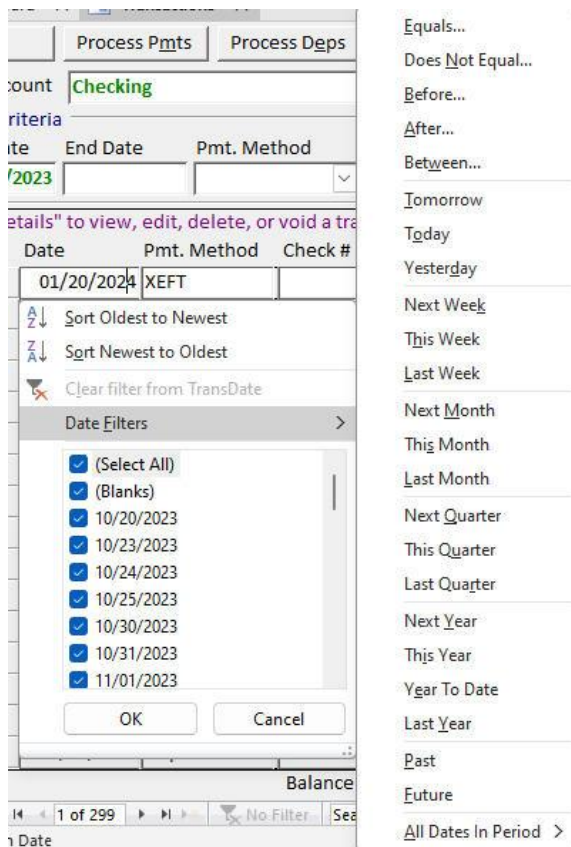 Process Pmts Process Deps
Checking
End Date Pmt. Method
/2023
to view, edit, delete, or void a
Date Pmt. Method Check #
01/20/2024 XEFT
Sort Oldest to Newest
Sort Newest to Oldest
Clear filter from TransDate
Date Filters >
(Select All)
(Blanks)
10/20/2023
10/23/2023
10/24/2023
10/25/2023
10/30/2023
10/31/2023
11/01/2023
OK Cancel
Balance
1 of 299 No Filter Sea
Date
Equals...
Does Not Equal...
Before...
After...
Between...
Tomorrow
Today
Yesterday
Next Week
This Week
Last Week
Next Month
This Month
Last Month
Next Quarter
This Quarter
Last Quarter
Next Year
This Year
Year To Date
Last Year
Past
Future
All Dates In Period >